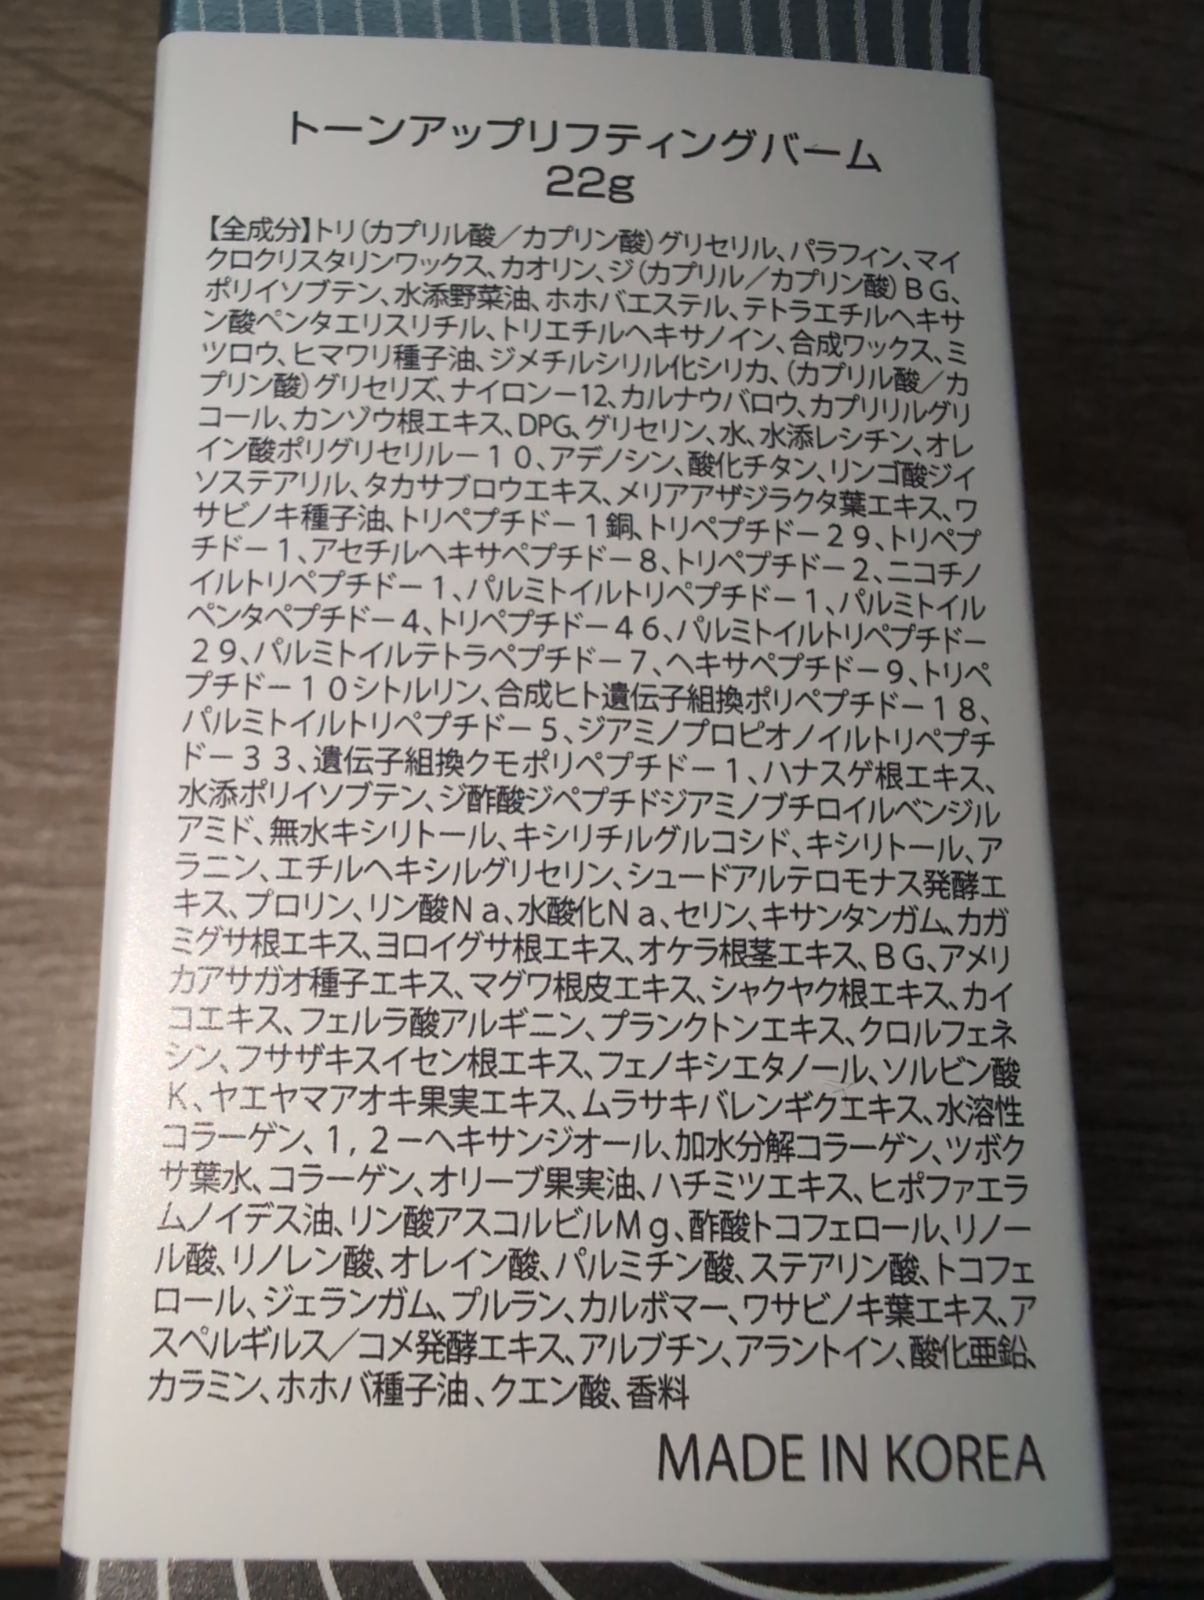 トーンアップリフティングバーム
22g
【全成分】トリ(カプリル酸／カプリン酸)グリセリル、パラフィン、マイ
クロクリスタリンワックス、カオリン、ジ(カプリル／カプリン酸)BG、
ポリイソブテン、水添野菜油、ホホバエステル、テトラエチルヘキサ
ン酸ペンタエリスリチル、トリエチルヘキサノイン、合成ワックス、ミ
ツロウ、ヒマワリ種子油、ジメチルシリル化シリカ、(カプリル酸／カ
プリン酸)グリセリズ、ナイロンー12、カルナウバロウ、カプリリルグリ
コール、カンゾウ根エキス、DPG、グリセリン、水、水添レシチン、オレ
イン酸ポリグリセリルー10、アデノシン、酸化チタン、リンゴ酸ジイ
ソステアリル、タカサブロウエキス、メリアアザジラクタ葉エキス、ワ
サビノキ種子油、トリペプチドー1銅、トリペプチドー29、トリペプ
チドー1、アセチルヘキサペプチドー8、トリペプチドー2、ニコチノ
イルトリペプチドー1、パルミトイルトリペプチドー1、パルミトイル
ペンタペプチドー4、トリペプチドー46、パルミトイルトリペプチドー
29、パルミトイルテトラペプチドー7、ヘキサペプチドー9、トリペ
プチドー10シトルリン、合成ヒト遺伝子組換ポリペプチドー18、
パルミトイルトリペプチドー5、ジアミノプロピオノイルトリペプチ
ドー33、遺伝子組換クモポリペプチドー1、ハナスゲ根エキス、
水添ポリイソブテン、ジ酢酸ジペプチドジアミノブチロイルベンジル
アミド、無水キシリトール、キシリチルグルコシド、キシリトール、ア
ラニン、エチルヘキシルグリセリン、シュードアルテロモナス発酵エ
キス、プロリン、リン酸Na、水酸化Na、セリン、キサンタンガム、カガ
ミグサ根エキス、ヨロイグサ根エキス、オケラ根茎エキス、BG、アメリ
カアサガオ種子エキス、マグワ根皮エキス、シャクヤク根エキス、カイ
コエキス、フェルラ酸アルギニン、プランクトンエキス、クロルフェネ
シン、フサザキスイセン根エキス、フェノキシエタノール、ソルビン酸
K、ヤエヤマアオキ果実エキス、ムラサキバレンギクエキス、水溶性
コラーゲン、1,2ーヘキサンジオール、加水分解コラーゲン、ツボク
サ葉水、コラーゲン、オリーブ果実油、ハチミツエキス、ヒポファエラ
ムノイデス油、リン酸アスコルビルMg、酢酸トコフェロール、リノー
ル酸、リノレン酸、オレイン酸、パルミチン酸、ステアリン酸、トコフェ
ロール、ジェランガム、プルラン、カルボマー、ワサビノキ葉エキス、ア
スペルギルス／コメ発酵エキス、アルブチン、アラントイン、酸化亜鉛、
カラミン、ホホバ種子油、クエン酸、香料
MADE IN KOREA